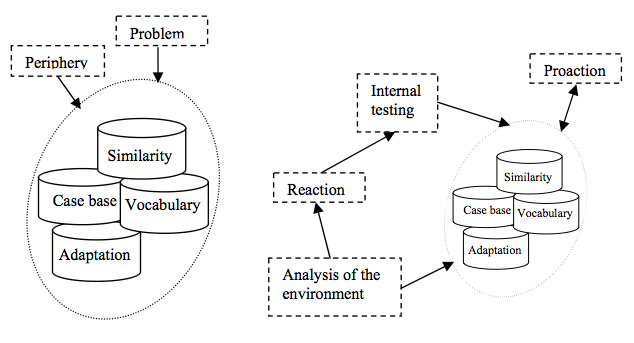 Problem
Periphery
Similarity
Case base
Vocabulary
Adaptation
Proaction
Internal
testing
Reaction
Similarity
Case base
Vocabulary
Adaptation
Analysis of the
environment